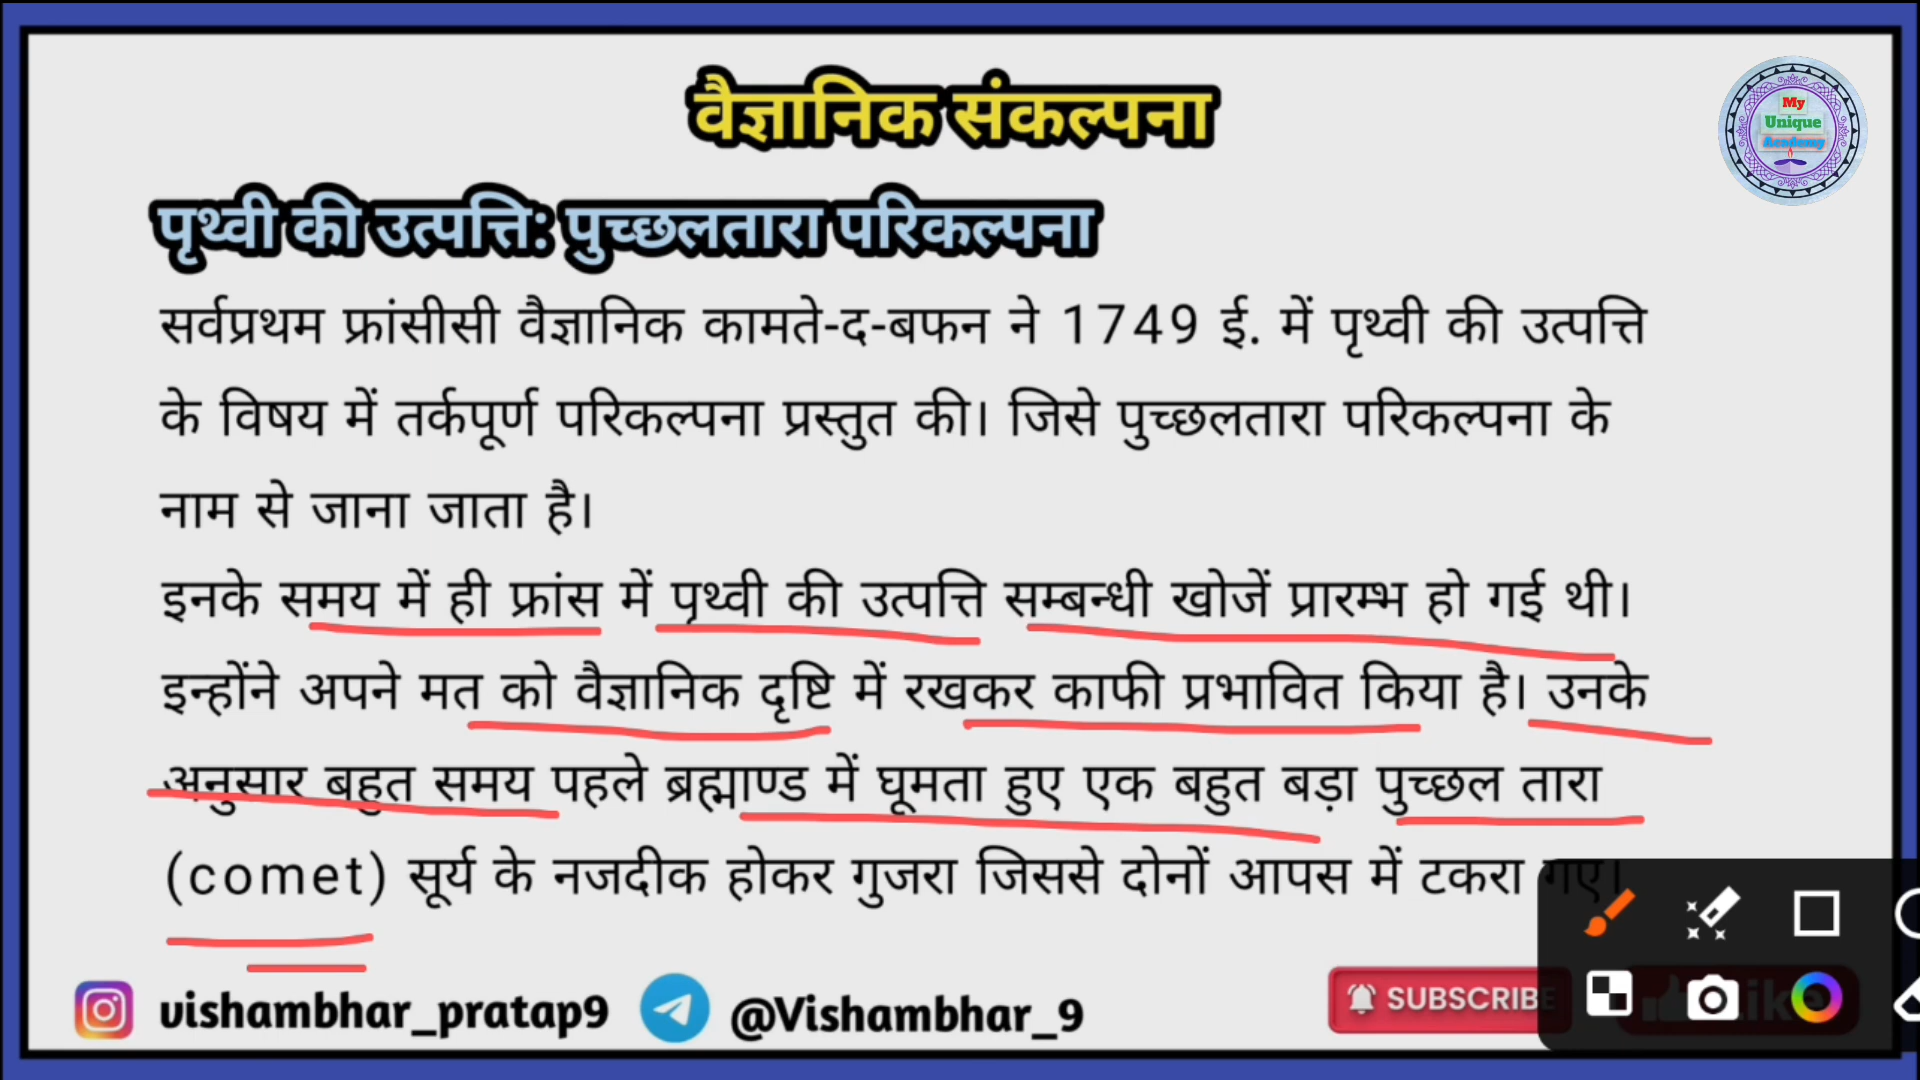 वैज्ञानिक संकल्पना
My
Unique
Academy
पृथ्वी की उत्पत्ति: पुच्छलतारा परिकल्पना
सर्वप्रथम फ्रांसीसी वैज्ञानिक कामते-द-बफन ने 1749 ई. में पृथ्वी की उत्पत्ति
के विषय में तर्कपूर्ण परिकल्पना प्रस्तुत की। जिसे पुच्छलतारा परिकल्पना के
नाम से जाना जाता है।
इनके समय में ही फ्रांस में पृथ्वी की उत्पत्ति सम्बन्धी खोजें प्रारम्भ हो गई थी।
इन्होंने अपने मत को वैज्ञानिक दृष्टि में रखकर काफी प्रभावित किया है। उनके
अनुसार बहुत समय पहले ब्रह्माण्ड में घूमता हुए एक बहुत बड़ा पुच्छल तारा
(comet) सूर्य के नजदीक होकर गुजरा जिससे दोनों आपस में टकरा गए।
vishambhar_pratap9 @Vishambhar_9 SUBSCRIBE Like